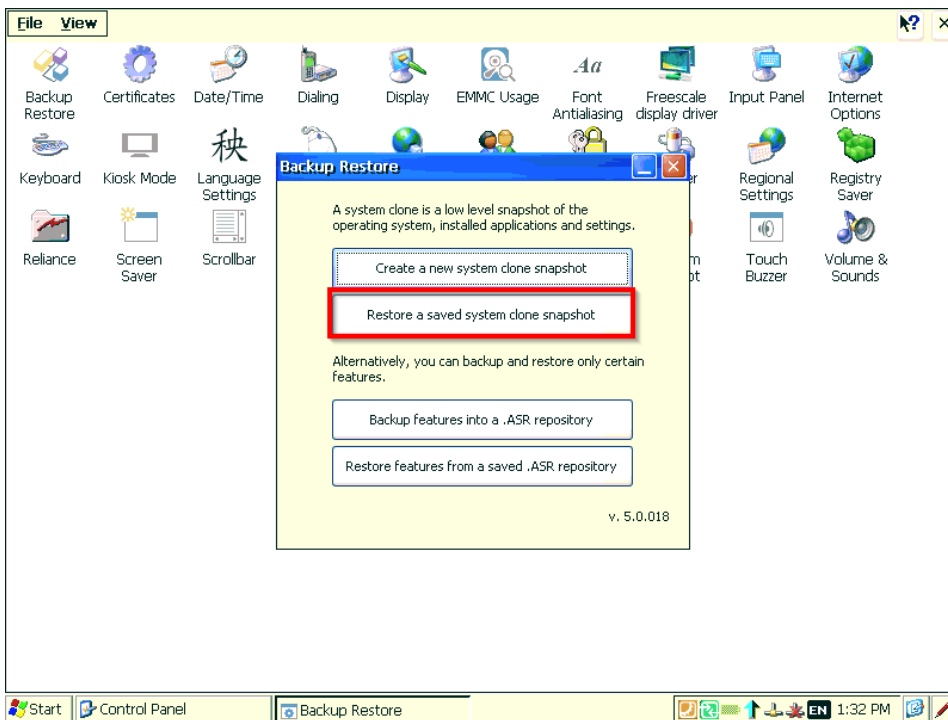 File View
?
Backup Restore
Certificates
Date/Time
Dialing
Display
EMMC Usage
Aa
Font Antialiasing
Freescale display driver
Input Panel
Internet Options
Keyboard
Kiosk Mode
秧
Language Settings
Regional Settings
Registry Saver
Reliance
Screen Saver
Scrollbar
Touch Buzzer
Volume & Sounds
Backup Restore
A system clone is a low level snapshot of the
operating system, installed applications and settings.
Create a new system clone snapshot
Restore a saved system clone snapshot
Alternatively, you can backup and restore only certain
features.
Backup features into a .ASR repository
Restore features from a saved .ASR repository
v. 5.0.018
Start
Control Panel
Backup Restore
EN 1:32 PM